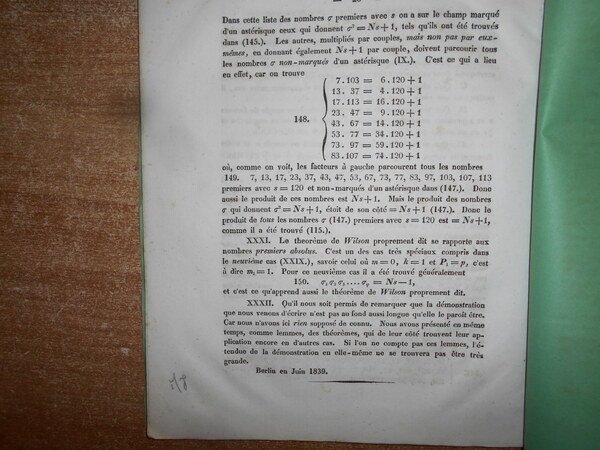 Dans cette liste des nombres σ premiers avec s on a sur le champ marqué
d'un astérisque ceux qui donnent σ² = Ns+1, tels qu'ils ont été trouvés
dans (145.). Les autres, multipliés par couples, mais non pas par eux-
mêmes, en donnant également Ns+1 par couple, doivent parcourir tous
les nombres σ non-marqués d'un astérisque (IX.). C'est ce qui a lieu
en effet, car on trouve
7.103 = 6.120+1
13. 37 = 4.120+1
17.113 = 16.120+1
23. 47 = 9.120+1
148.
43. 67 = 24.120+1
53. 77 = 34.120+1
73. 97 = 59.120+1
83.107 = 74.120+1
où, comme on voit, les facteurs à gauche parcourent tous les nombres
149. 7, 13, 17, 23, 37, 43, 47, 53, 67, 73, 77, 83, 97, 103, 107, 113
premiers avec s = 120 et non-marqués d'un astérisque dans (147.). Donc
aussi le produit de ces nombres est Ns+1. Mais le produit des nombres
σ qui donnent σ² = Ns+1, étoit de son côté = Ns+1 (147.). Donc le
produit de tous les nombres σ (147.) premiers avec s = 120 est = Ns+1,
comme il a été trouvé (115.).
XXXI. Le theorème de Wilson proprement dit se rapporte aux
nombres premiers absolus. C'est un des cas très spéciaux compris dans
le neuvième cas (XXIX.), savoir celui où m=0, k=1 et P₁=p, c'est
à dire m₁=1. Pour ce neuvième cas il a été trouvé généralement
150. σ₁σ₂σ₃....σₙ = Ns−1,
et c'est ce qu'apprend aussi le théorème de Wilson proprement dit.
XXXII. Qu'il nous soit permis de remarquer que la démonstration
que nous venons d'écrire n'est pas au fond aussi longue qu'elle le paroît être.
Car nous n'avons ici rien supposé de connu. Nous avons présenté en même
temps, comme lemmes, des théorèmes, qui de leur côté trouvent leur ap-
plication encore en d'autres cas. Si l'on ne compte pas ces lemmes, l'é-
tendue de la démonstration en elle-même ne se trouvera pas être très
grande.
Berlin en Juin 1839.